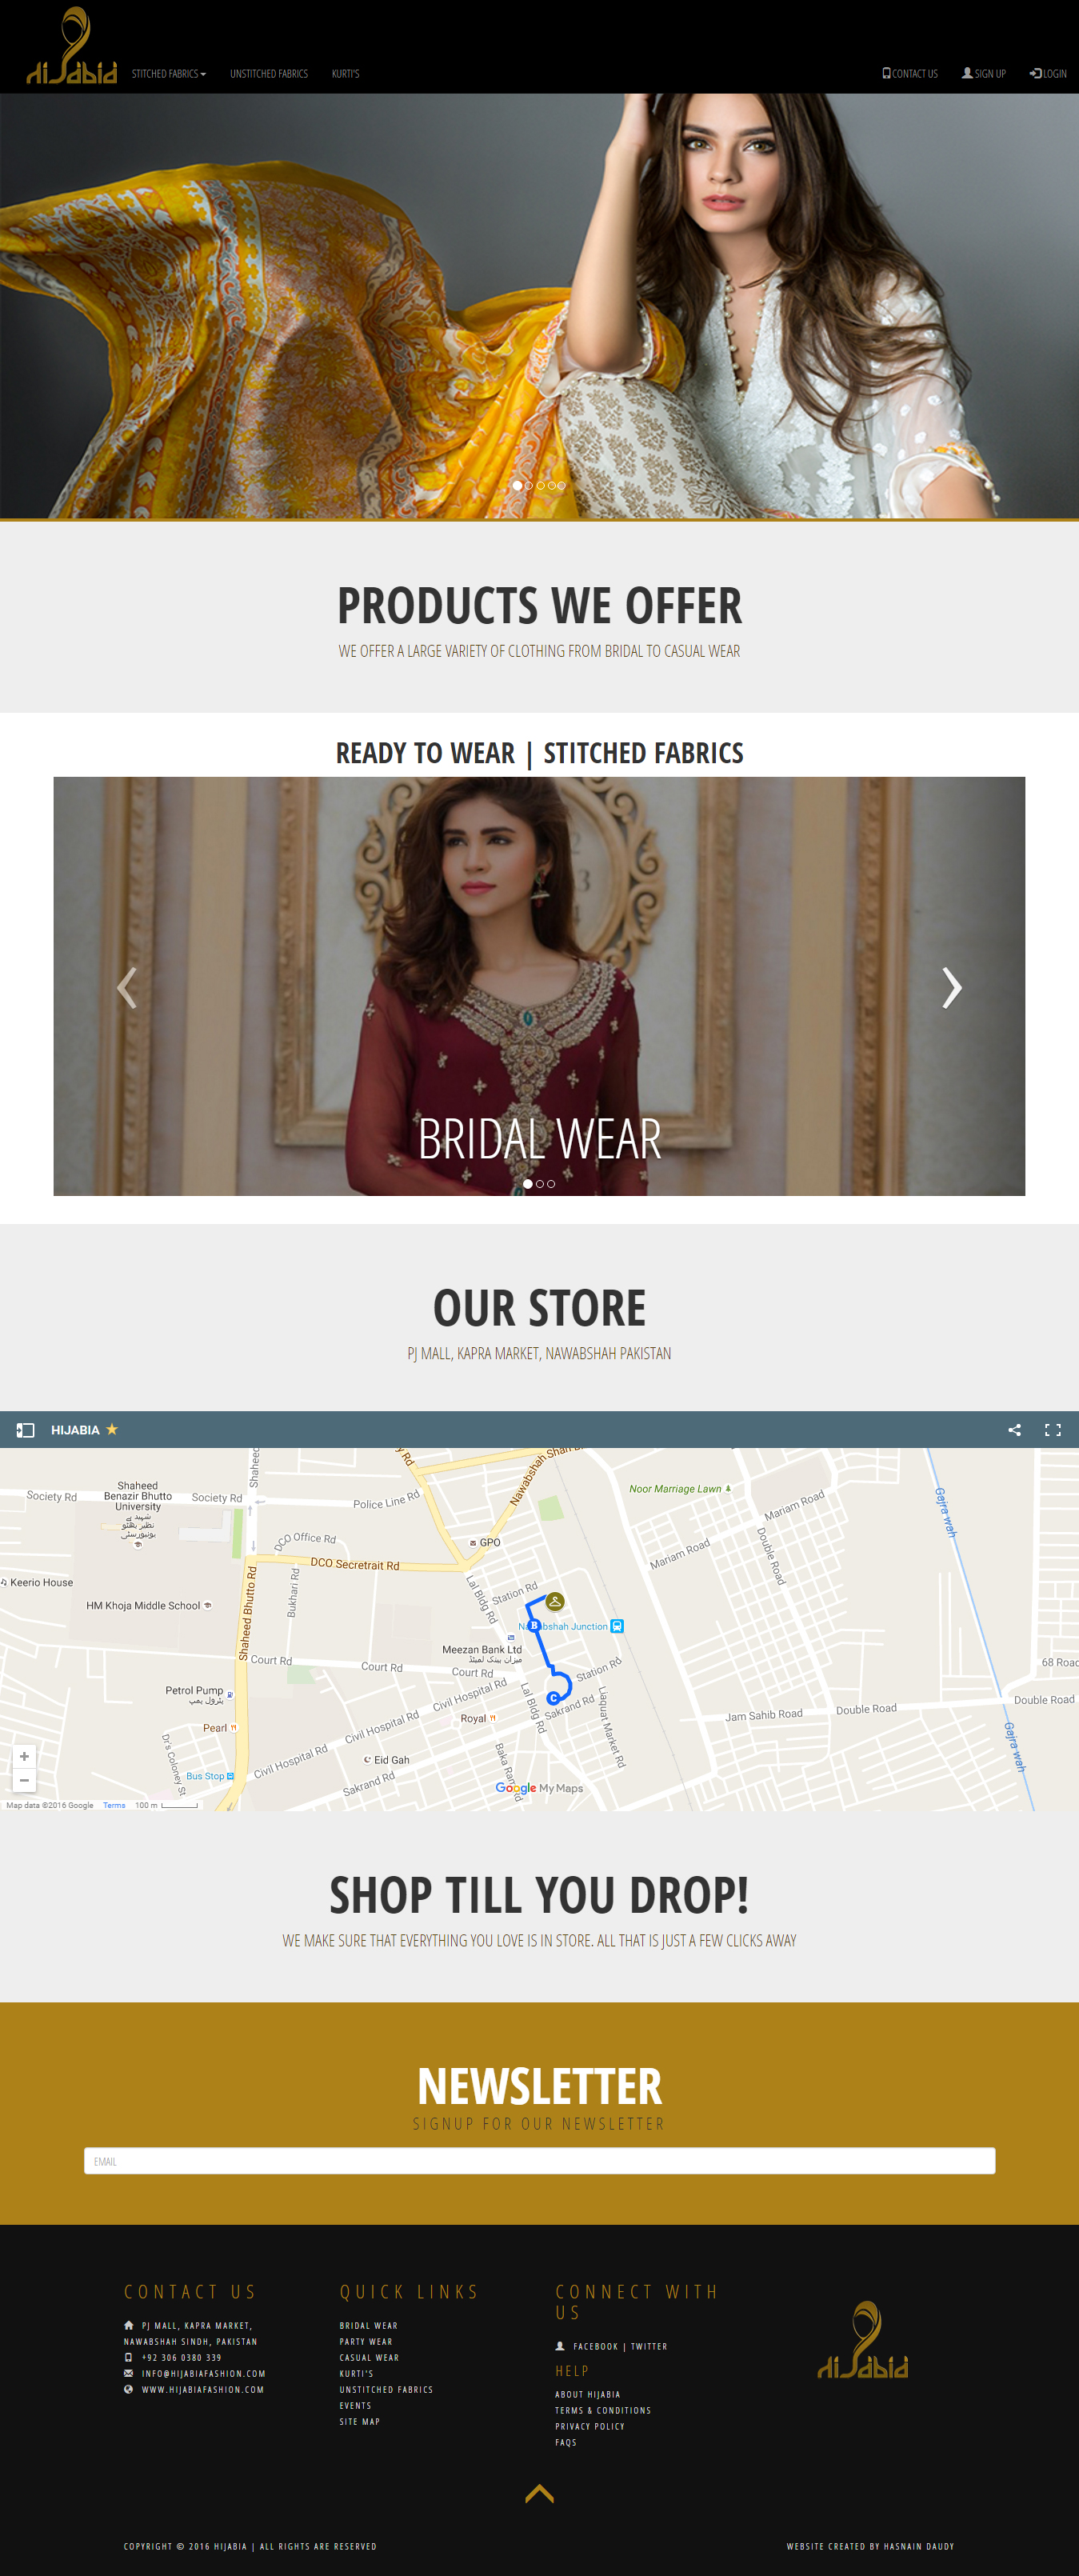 HIJABIA
STITCHED FABRICS
UNSTITCHED FABRICS
KURTI'S
CONTACT US
SIGN UP
LOGIN
PRODUCTS WE OFFER
WE OFFER A LARGE VARIETY OF CLOTHING FROM BRIDAL TO CASUAL WEAR
READY TO WEAR | STITCHED FABRICS
BRIDAL WEAR
OUR STORE
PJ MALL, KAPRA MARKET, NAWABSHAH PAKISTAN
HIJABIA
Shaheed
Benazir Bhutto
University
شہید بے
نظیر بھٹو
یونیورسٹی
Society Rd
Society Rd
Police Line Rd
Noor Marriage Lawn
Mariam Road
Mariam Road
Double Road
Gajra wah
DCO Office Rd
DCO Secretrait Rd
GPO
Keerio House
HM Khoja Middle School
Shaheed Bhutto Rd
Bukhari Rd
Lal Bldg Rd
Station Rd
B
Junction
Meezan Bank Ltd
میزان بینک لمیٹڈ
Court Rd
Court Rd
Court Rd
Station Rd
68 Road
Petrol Pump
پٹرول پمپ
Civil Hospital Rd
C
Sakrand Rd
Double Road
Double Road
Jam Sahib Road
Royal
Lal Bldg Rd
Liaquat Market Rd
Pearl
Civil Hospital Rd
Dr's Coloney St
Eid Gah
Gajra wah
Bus Stop
Civil Hospital Rd
Sakrand Rd
Google My Maps
Map data ©2016 Google
Terms
100 m
SHOP TILL YOU DROP!
WE MAKE SURE THAT EVERYTHING YOU LOVE IS IN STORE. ALL THAT IS JUST A FEW CLICKS AWAY
NEWSLETTER
SIGNUP FOR OUR NEWSLETTER
EMAIL
CONTACT US
PJ MALL, KAPRA MARKET,
NAWABSHAH SINDH, PAKISTAN
+92 306 0380 339
INFO@HIJABIAFASHION.COM
WWW.HIJABIAFASHION.COM
QUICK LINKS
BRIDAL WEAR
PARTY WEAR
CASUAL WEAR
KURTI'S
UNSTITCHED FABRICS
EVENTS
SITE MAP
CONNECT WITH
US
FACEBOOK | TWITTER
HELP
ABOUT HIJABIA
TERMS & CONDITIONS
PRIVACY POLICY
FAQS
HIJABIA
COPYRIGHT © 2016 HIJABIA | ALL RIGHTS ARE RESERVED
WEBSITE CREATED BY HASNAIN DAUDY